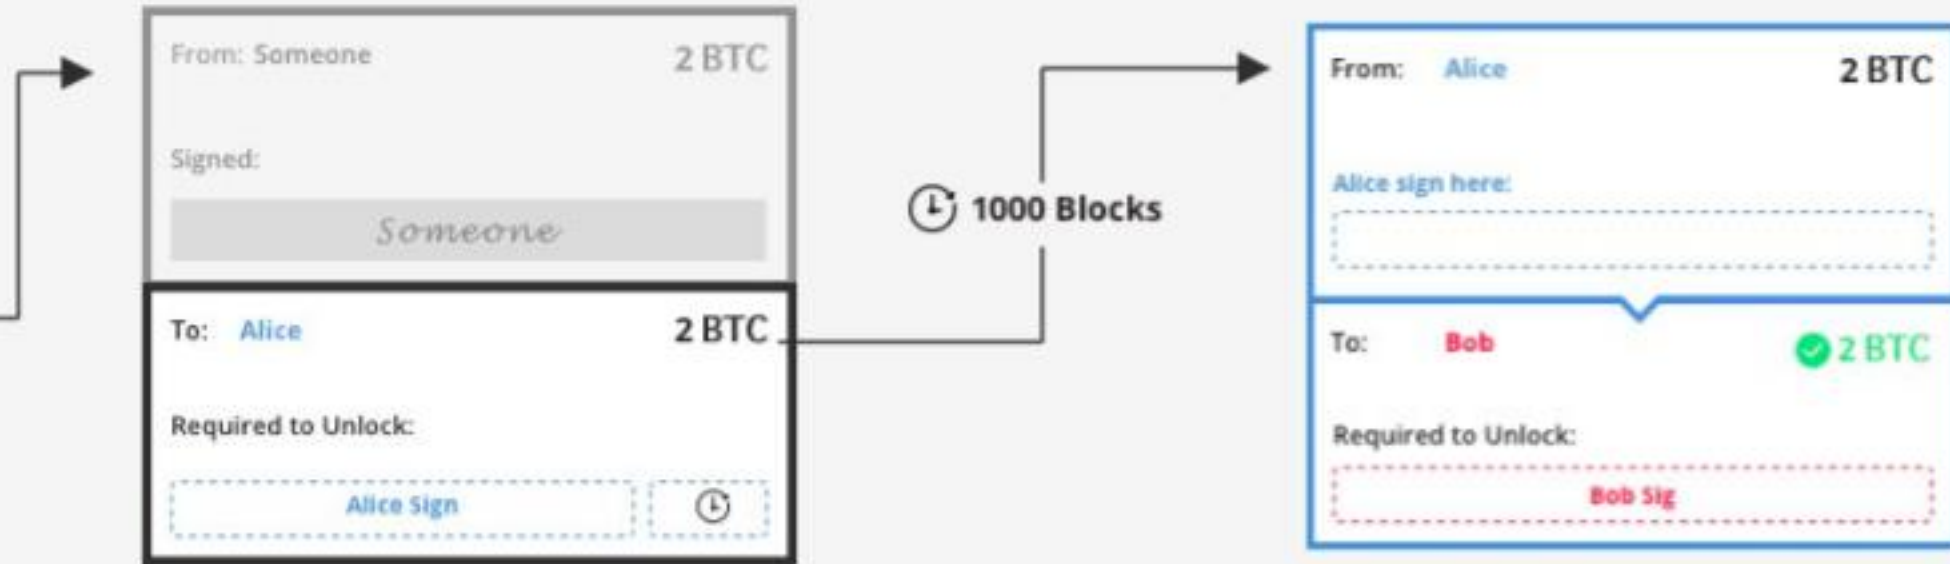 From: Someone 2 BTC
Signed:
Someone
To: Alice 2 BTC
Required to Unlock:
Alice Sign
1000 Blocks
From: Alice 2 BTC
Alice sign here:
To: Bob 2 BTC
Required to Unlock:
Bob Sig